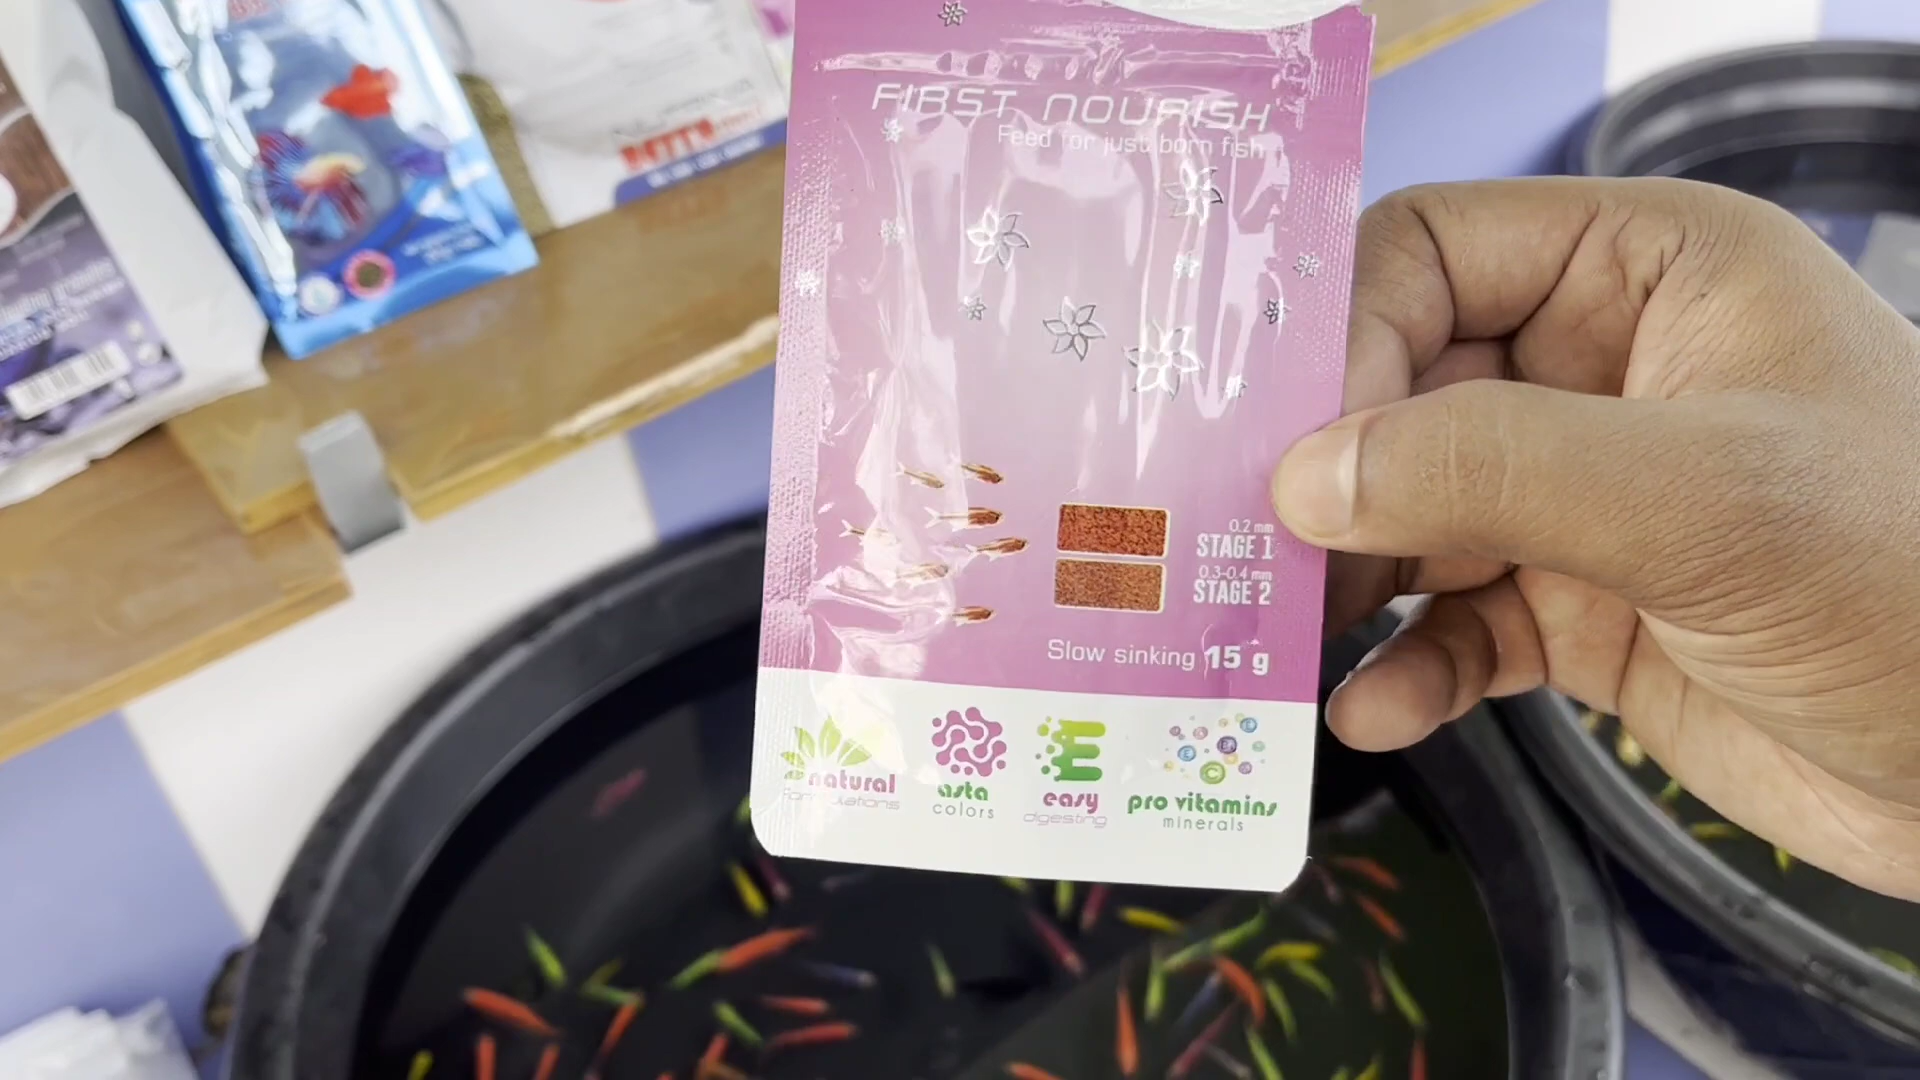 FIRST NOURISH
Feed for just born fish
0.2 mm
STAGE 1
0.3-0.4 mm
STAGE 2
Slow sinking 15 g
natural
asta
colors
easy
digesting
pro vitamins
minerals